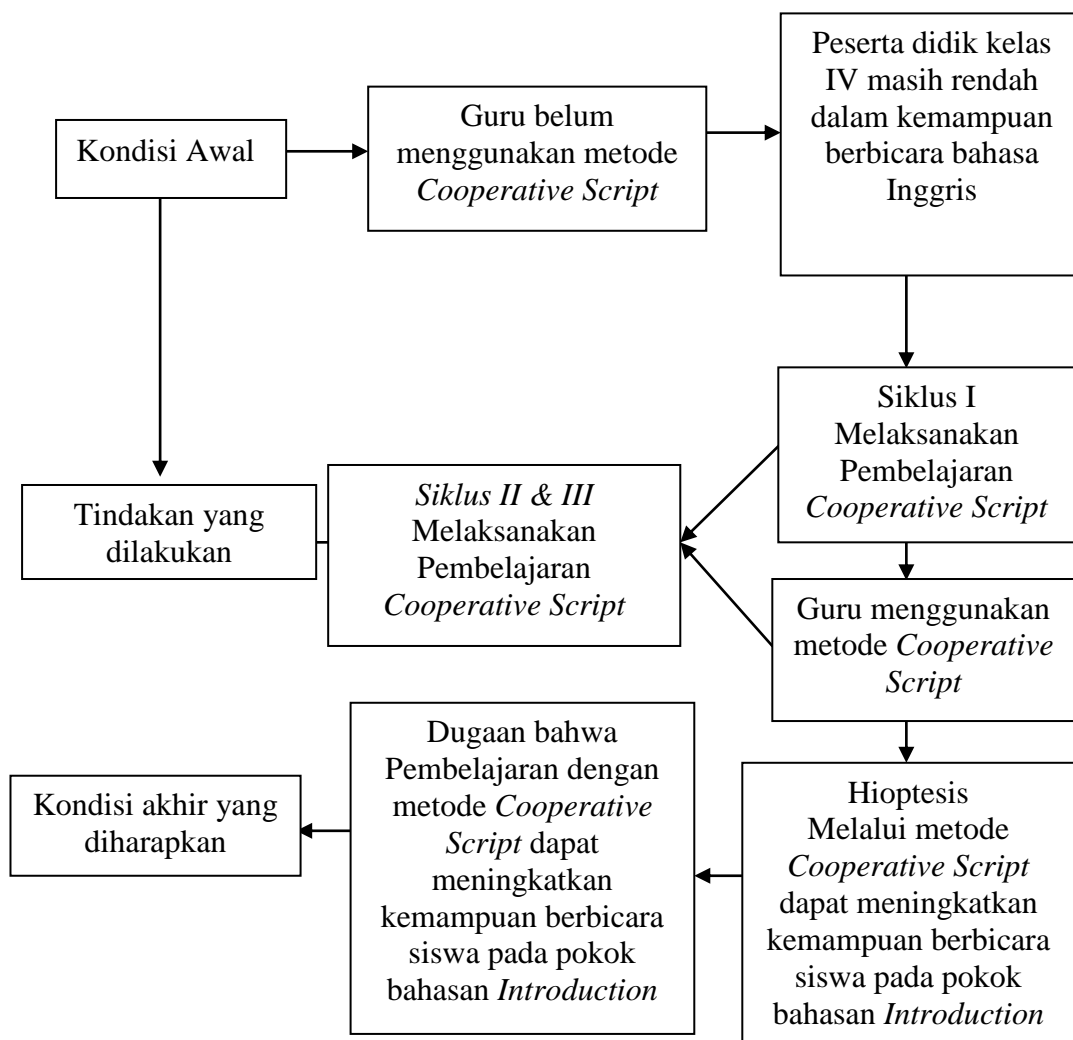 Kondisi Awal
Guru belum
menggunakan metode
Cooperative Script
Peserta didik kelas
IV masih rendah
dalam kemampuan
berbicara bahasa
Inggris
Siklus I
Melaksanakan
Pembelajaran
Cooperative Script
Tindakan yang
dilakukan
Siklus II & III
Melaksanakan
Pembelajaran
Cooperative Script
Guru menggunakan
metode Cooperative
Script
Kondisi akhir yang
diharapkan
Dugaan bahwa
Pembelajaran dengan
metode Cooperative
Script dapat
meningkatkan
kemampuan berbicara
siswa pada pokok
bahasan Introduction
Hioptesis
Melalui metode
Cooperative Script
dapat meningkatkan
kemampuan berbicara
siswa pada pokok
bahasan Introduction